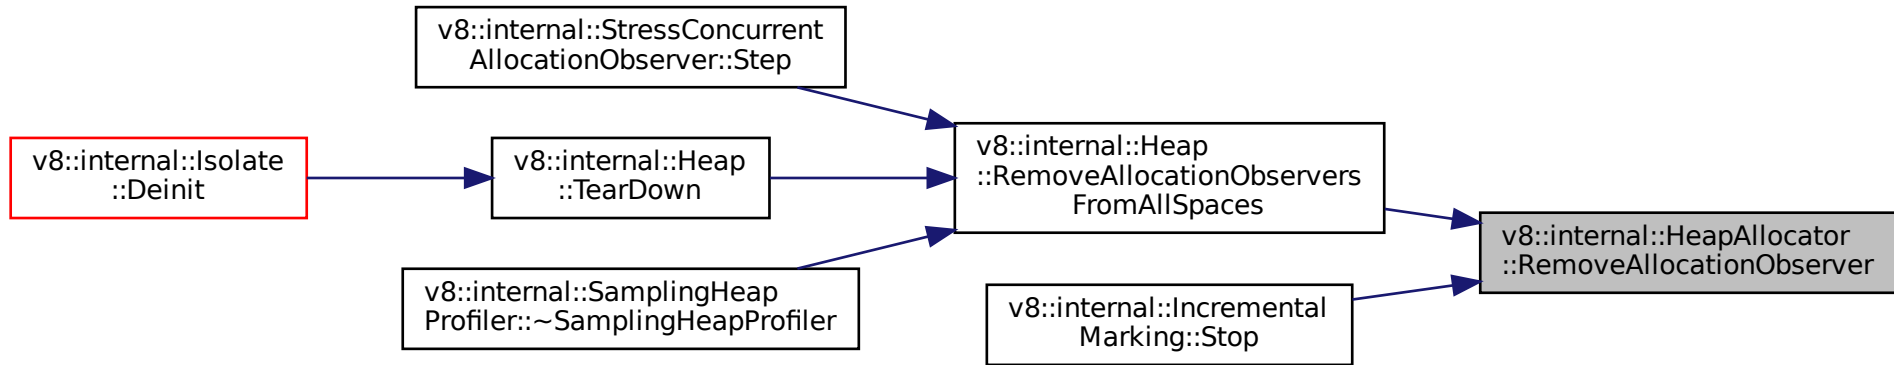 v8::internal::StressConcurrent
AllocationObserver::Step
v8::internal::Isolate
::Deinit
v8::internal::Heap
::TearDown
v8::internal::Heap
::RemoveAllocationObservers
FromAllSpaces
v8::internal::HeapAllocator
::RemoveAllocationObserver
v8::internal::SamplingHeap
Profiler::~SamplingHeapProfiler
v8::internal::Incremental
Marking::Stop